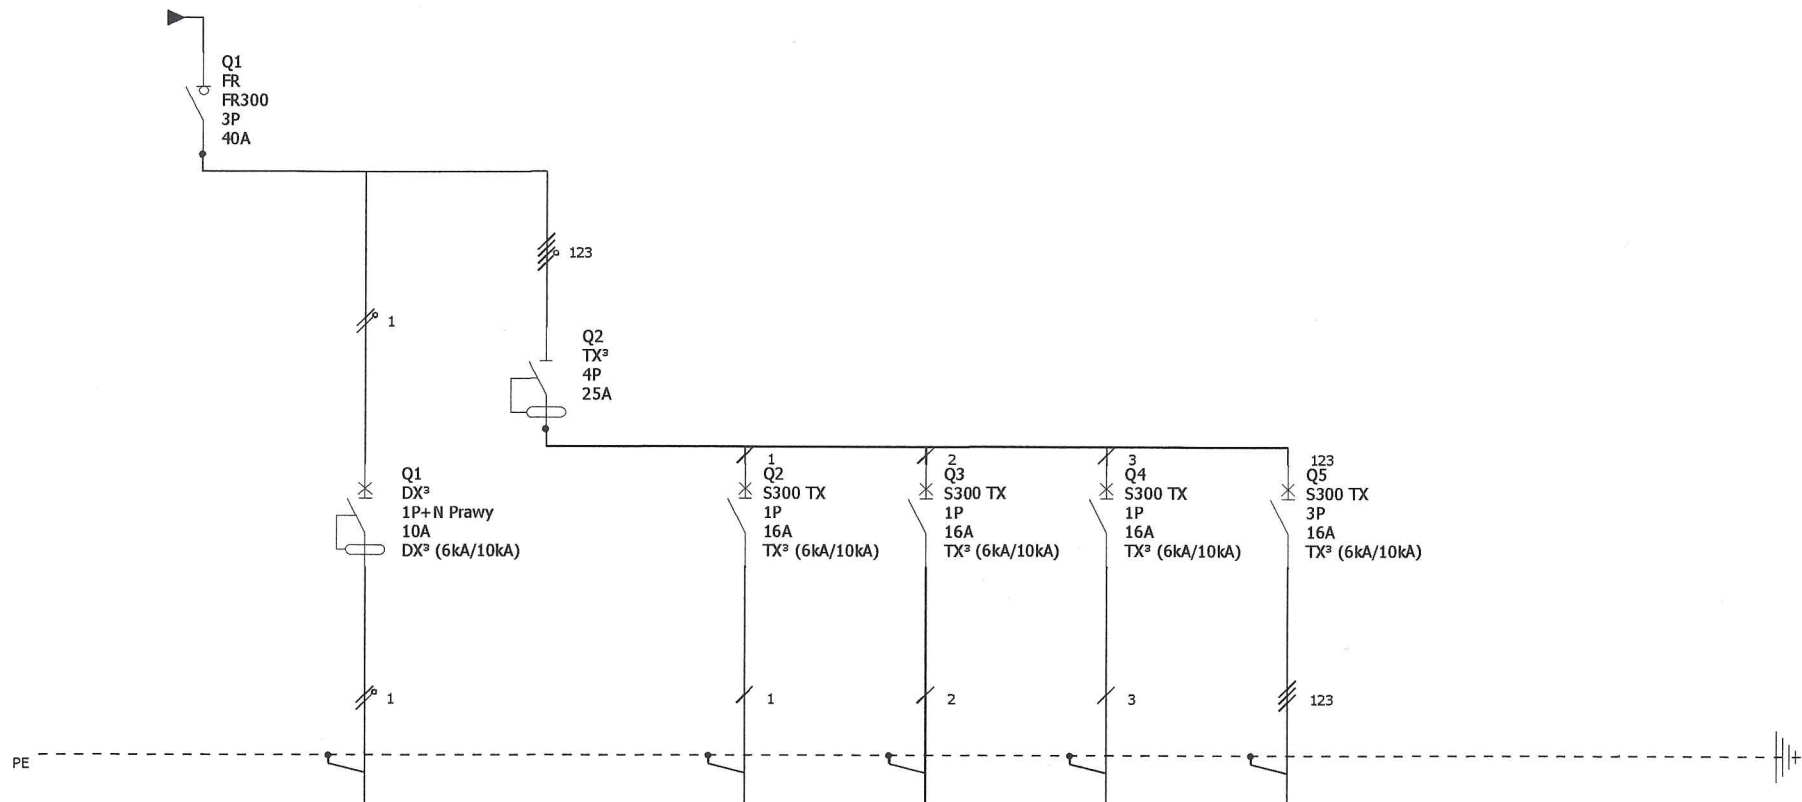 Q1
FR
FR300
3P
40A
123
1
Q2
TX³
4P
25A
Q1
DX³
1P+N Prawy
10A
DX³ (6kA/10kA)
1
Q2
S300 TX
1P
16A
TX³ (6kA/10kA)
2
Q3
S300 TX
1P
16A
TX³ (6kA/10kA)
3
Q4
S300 TX
1P
16A
TX³ (6kA/10kA)
123
Q5
S300 TX
3P
16A
TX³ (6kA/10kA)
1
1
2
3
123
PE